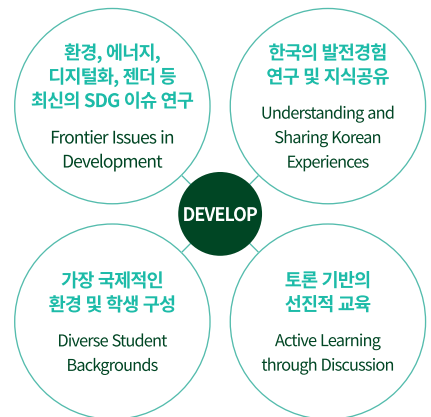 환경, 에너지,
디지털화, 젠더 등
최신의 SDG 이슈 연구
Frontier Issues in
Development
한국의 발전경험
연구 및 지식공유
Understanding and
Sharing Korean
Experiences
DEVELOP
가장 국제적인
환경 및 학생 구성
Diverse Student
Backgrounds
토론 기반의
선진적 교육
Active Learning
through Discussion